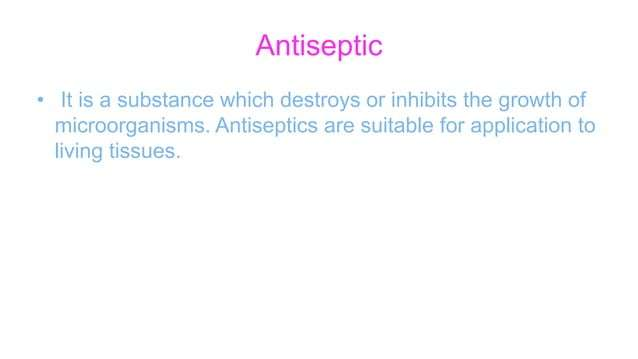 Antiseptic
• It is a substance which destroys or inhibits the growth of
microorganisms. Antiseptics are suitable for application to
living tissues.